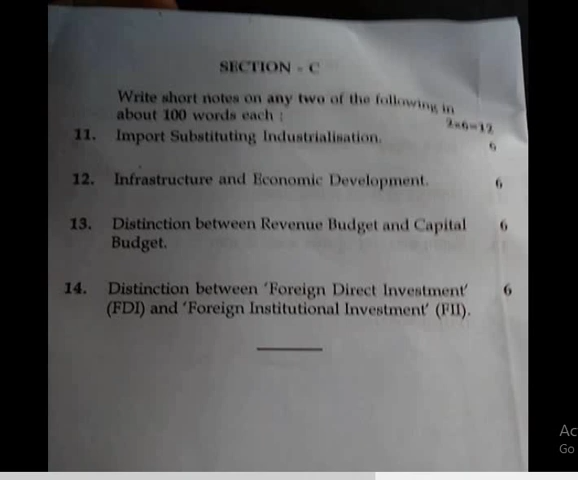 SECTION - C
Write short notes on any two of the following in
about 100 words each :
2×6=12
11. Import Substituting Industrialisation. 6
12. Infrastructure and Economic Development. 6
13. Distinction between Revenue Budget and Capital 6
Budget.
14. Distinction between 'Foreign Direct Investment' 6
(FDI) and 'Foreign Institutional Investment' (FII).
Ac
Go